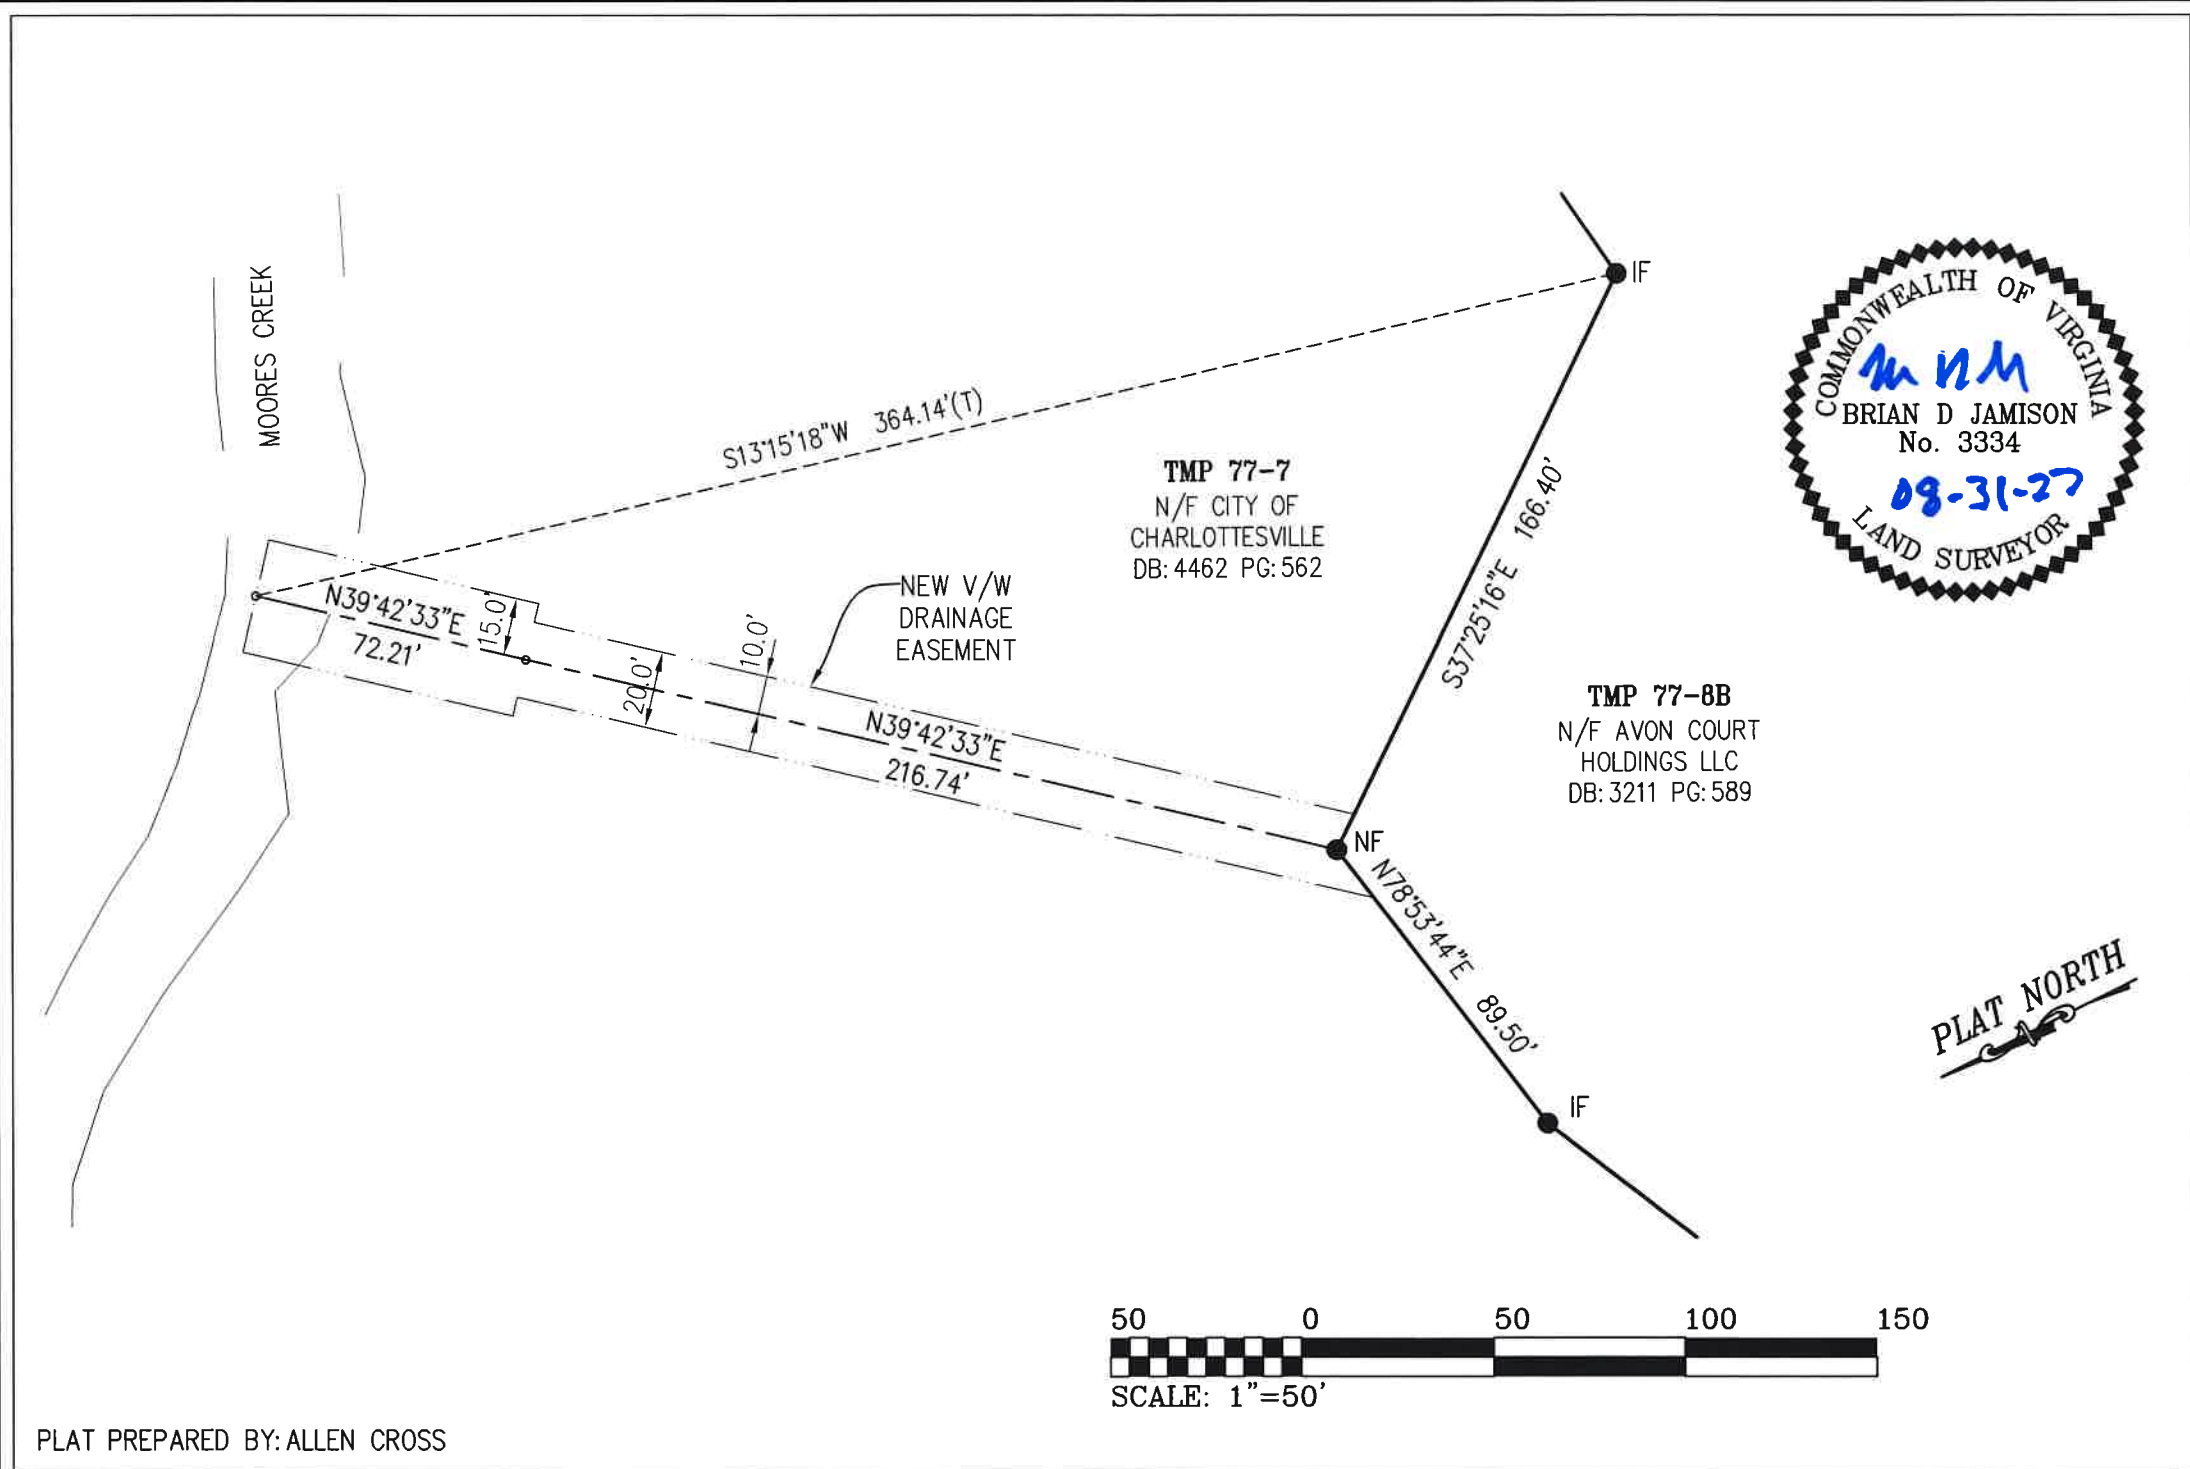 MOORES CREEK
S13°15'18"W 364.14'(T)
IF
COMMONWEALTH OF VIRGINIA
BRIAN D JAMISON
No. 3334
08-31-22
LAND SURVEYOR
TMP 77-7
N/F CITY OF
CHARLOTTESVILLE
DB: 4462 PG: 562
S37°25'16"E 166.40'
NEW V/W
DRAINAGE
EASEMENT
N39°42'33"E
72.21'
15.0'
20.0'
10.0'
N39°42'33"E
216.74'
TMP 77-8B
N/F AVON COURT
HOLDINGS LLC
DB: 3211 PG: 589
NF
N78°53'44"E 89.50'
IF
PLAT NORTH
50 0 50 100 150
SCALE: 1"=50'
PLAT PREPARED BY: ALLEN CROSS